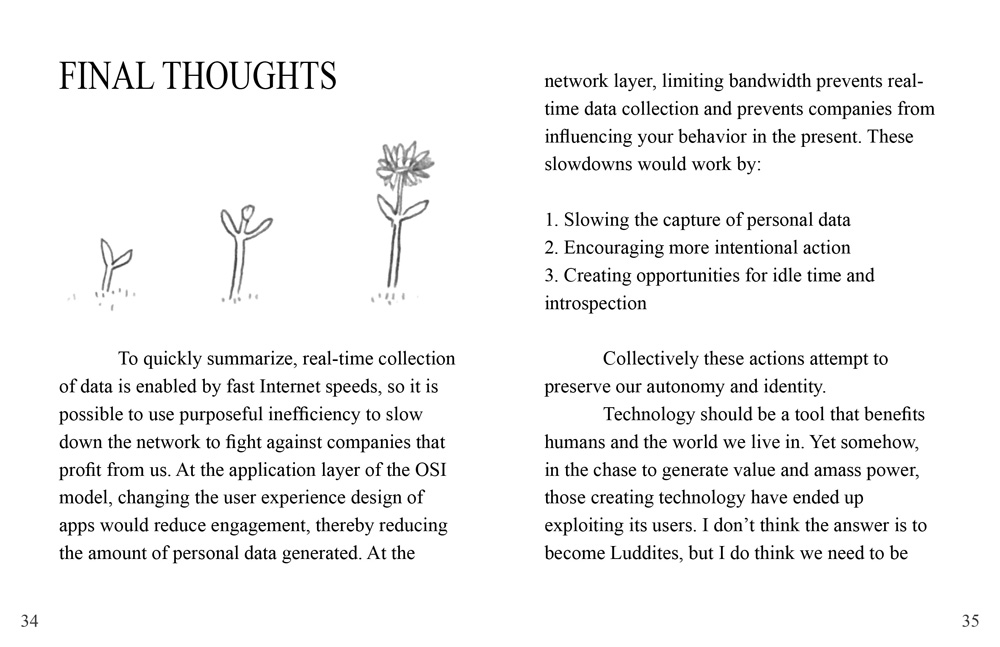 FINAL THOUGHTS
To quickly summarize, real-time collection
of data is enabled by fast Internet speeds, so it is
possible to use purposeful inefficiency to slow
down the network to fight against companies that
profit from us. At the application layer of the OSI
model, changing the user experience design of
apps would reduce engagement, thereby reducing
the amount of personal data generated. At the
34
network layer, limiting bandwidth prevents real-
time data collection and prevents companies from
influencing your behavior in the present. These
slowdowns would work by:
1. Slowing the capture of personal data
2. Encouraging more intentional action
3. Creating opportunities for idle time and
introspection
Collectively these actions attempt to
preserve our autonomy and identity.
Technology should be a tool that benefits
humans and the world we live in. Yet somehow,
in the chase to generate value and amass power,
those creating technology have ended up
exploiting its users. I don’t think the answer is to
become Luddites, but I do think we need to be
35